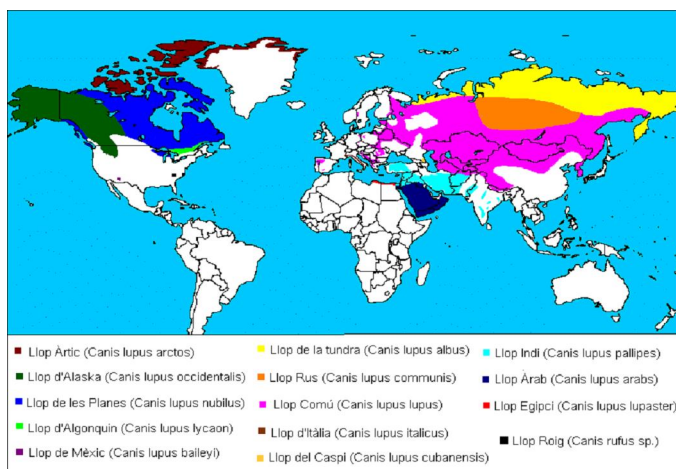 Llop Àrtic (Canis lupus arctos)
Llop d'Alaska (Canis lupus occidentalis)
Llop de les Planes (Canis lupus nubilus)
Llop d'Algonquin (Canis lupus lycaon)
Llop de Mèxic (Canis lupus baileyi)
Llop de la tundra (Canis lupus albus)
Llop Rus (Canis lupus communis)
Llop Comú (Canis lupus lupus)
Llop d'Itàlia (Canis lupus italicus)
Llop del Caspi (Canis lupus cubanensis)
Llop Indi (Canis lupus pallipes)
Llop Àrab (Canis lupus arabs)
Llop Egipci (Canis lupus lupaster)
Llop Roig (Canis rufus sp.)